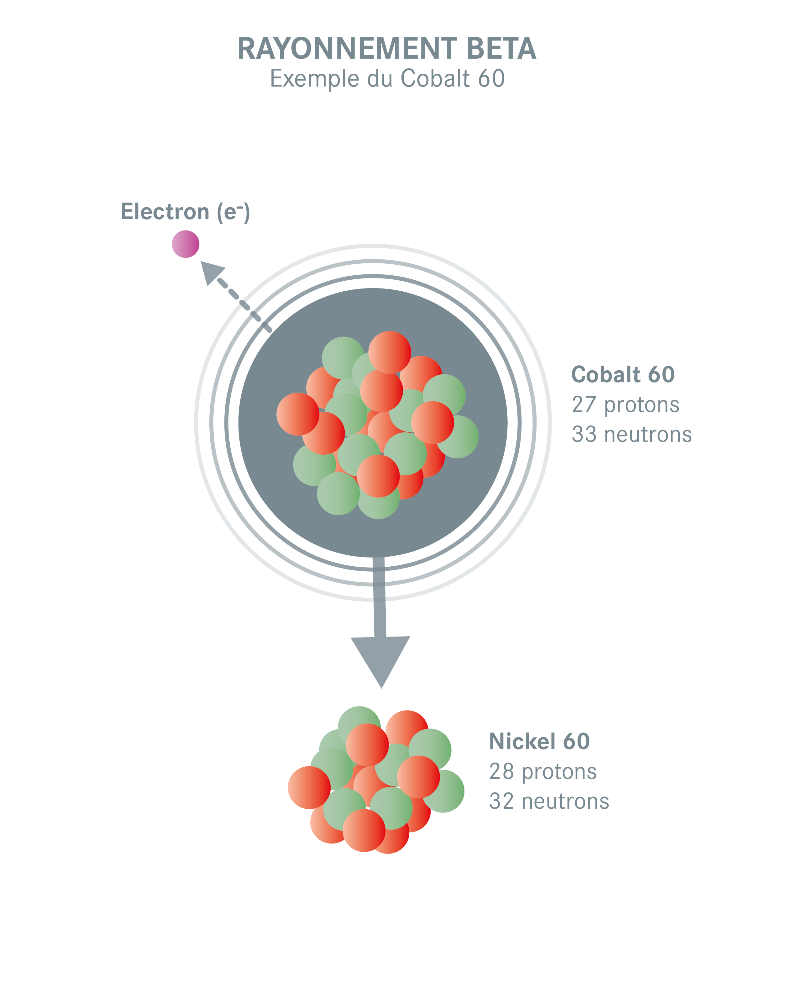 RAYONNEMENT BETA
Exemple du Cobalt 60
Electron (e⁻)
Cobalt 60
27 protons
33 neutrons
Nickel 60
28 protons
32 neutrons